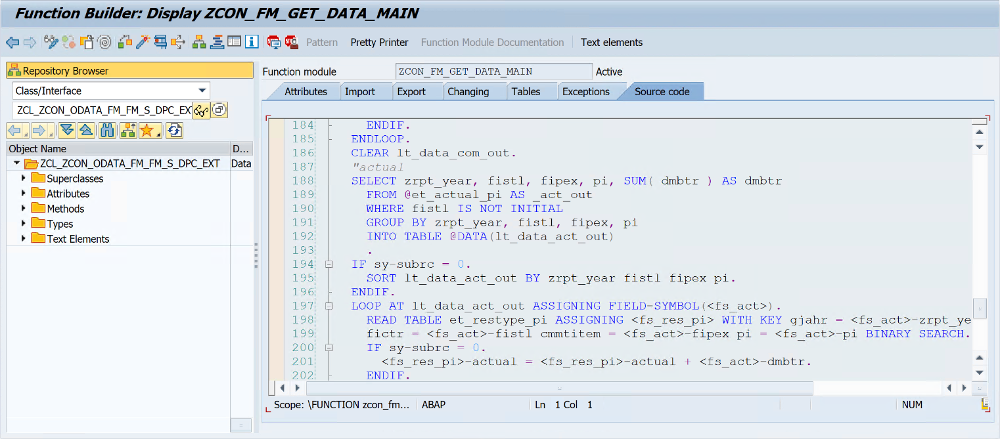 Function Builder: Display ZCON_FM_GET_DATA_MAIN
Pattern Pretty Printer Function Module Documentation Text elements
Repository Browser
Class/Interface
ZCL_ZCON_ODATA_FM_FM_S_DPC_EXT
Object Name D...
ZCL_ZCON_ODATA_FM_FM_S_DPC_EXT Data
Superclasses
Attributes
Methods
Types
Text Elements
Function module ZCON_FM_GET_DATA_MAIN Active
Attributes Import Export Changing Tables Exceptions Source code
184 ENDIF.
185 ENDLOOP.
186 CLEAR lt_data_com_out.
187 "actual
188 SELECT zrpt_year, fistl, fipex, pi, SUM( dmbtr ) AS dmbtr
189 FROM @et_actual_pi AS _act_out
190 WHERE fistl IS NOT INITIAL
191 GROUP BY zrpt_year, fistl, fipex, pi
192 INTO TABLE @DATA(lt_data_act_out)
193 .
194 IF sy-subrc = 0.
195 SORT lt_data_act_out BY zrpt_year fistl fipex pi.
196 ENDIF.
197 LOOP AT lt_data_act_out ASSIGNING FIELD-SYMBOL(<fs_act>).
198 READ TABLE et_restype_pi ASSIGNING <fs_res_pi> WITH KEY gjahr = <fs_act>-zrpt_ye
199 fictr = <fs_act>-fistl cmmtitem = <fs_act>-fipex pi = <fs_act>-pi BINARY SEARCH.
200 IF sy-subrc = 0.
201 <fs_res_pi>-actual = <fs_res_pi>-actual + <fs_act>-dmbtr.
202 ENDIF.
Scope: \FUNCTION zcon_fm... ABAP Ln 1 Col 1 NUM